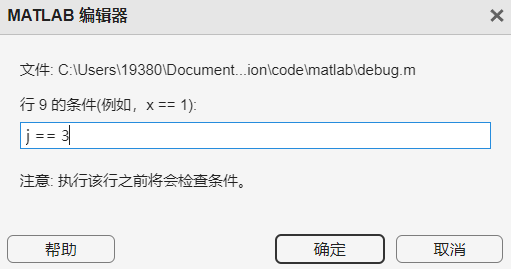 MATLAB 编辑器
文件: C:\Users\19380\Document...ion\code\matlab\debug.m
行 9 的条件(例如，x == 1):
j == 3
注意: 执行该行之前将会检查条件。
帮助
确定
取消